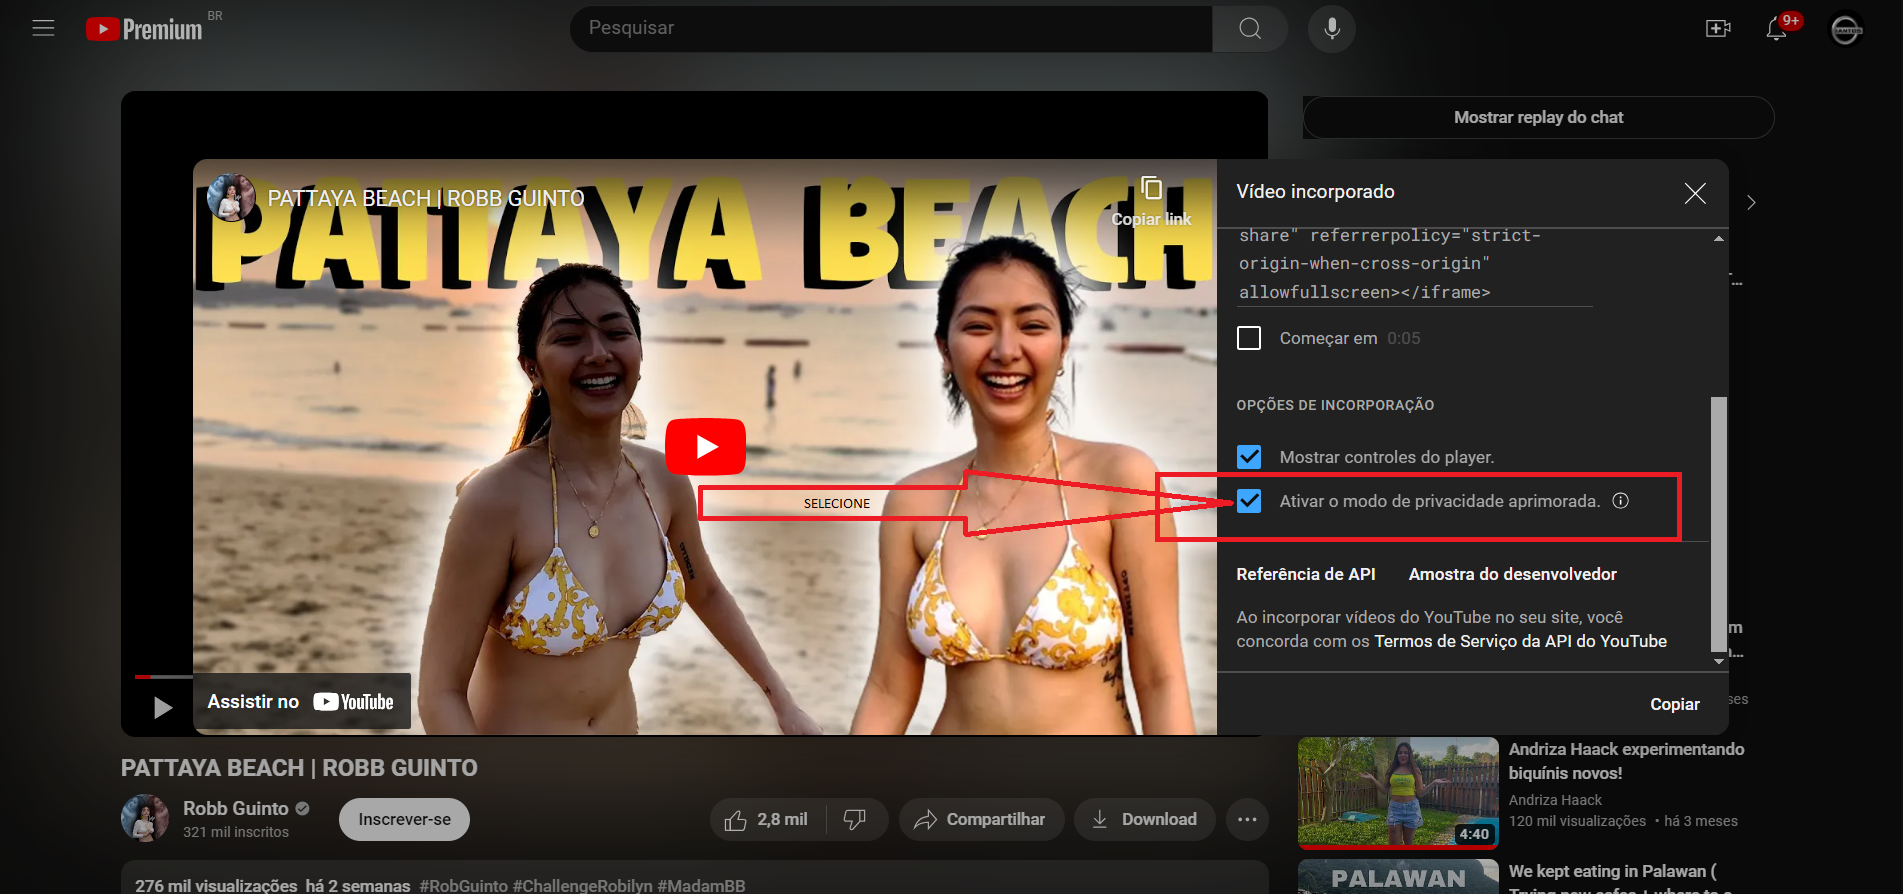 Premium BR
Pesquisar
9+
Mostrar replay do chat
PATTAYA BEACH
PATTAYA BEACH | ROBB GUINTO
Copiar link
Vídeo incorporado
share" referrerpolicy="strict-
origin-when-cross-origin"
allowfullscreen></iframe>
Começar em 0:05
OPÇÕES DE INCORPORAÇÃO
Mostrar controles do player.
SELECIONE
Ativar o modo de privacidade aprimorada.
Referência de API Amostra do desenvolvedor
Ao incorporar vídeos do YouTube no seu site, você
concorda com os Termos de Serviço da API do YouTube
Assistir no YouTube
Copiar
PATTAYA BEACH | ROBB GUINTO
Robb Guinto
321 mil inscritos
Inscrever-se
2,8 mil
Compartilhar
Download
276 mil visualizações há 2 semanas #RobGuinto #ChallengeRobilyn #MadamBB
4:40
Andriza Haack experimentando
biquínis novos!
Andriza Haack
120 mil visualizações • há 3 meses
PALAWAN
We kept eating in Palawan (